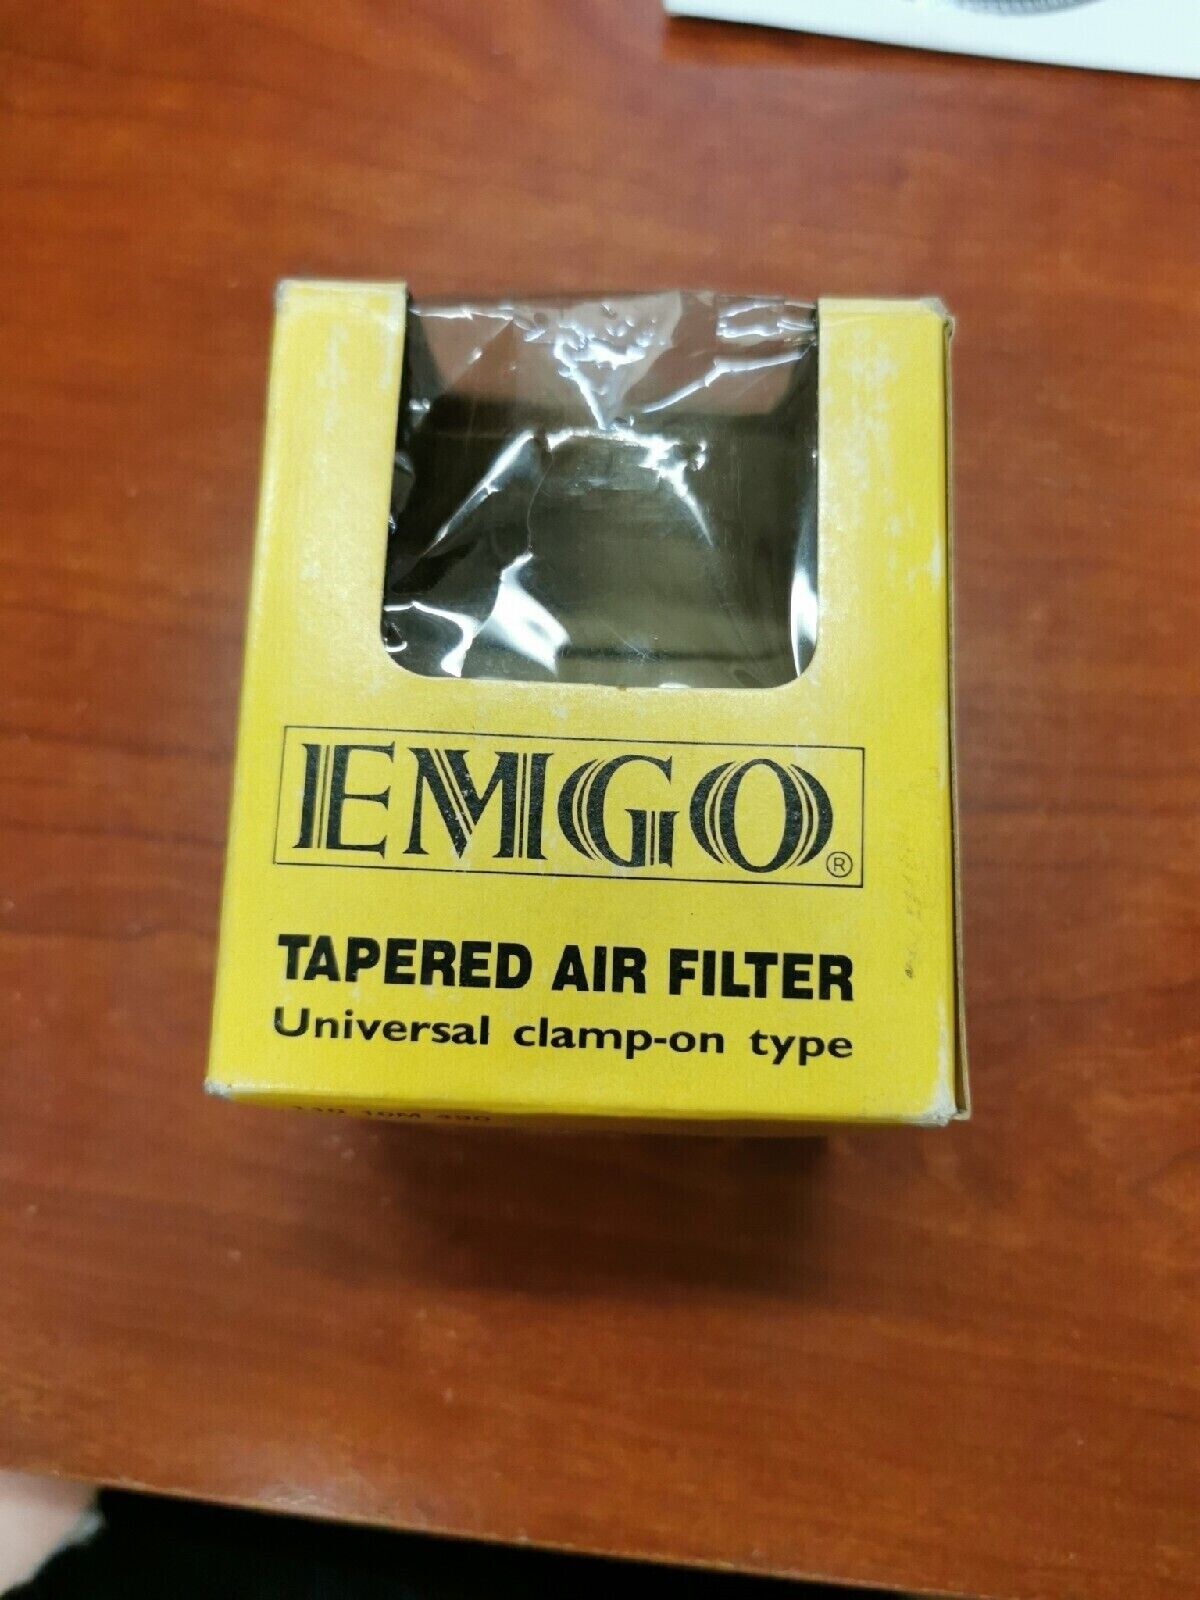 EMGO®
TAPERED AIR FILTER
Universal clamp-on type